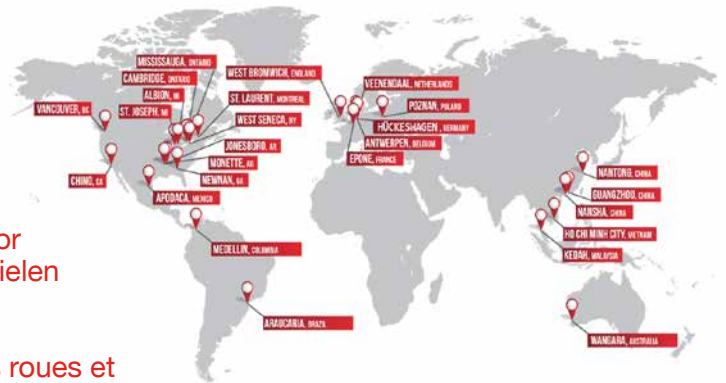 MISSISSAUGA, ONTARIO
CAMBRIDGE, ONTARIO
ALBION, IN
ST. JOSEPH, MI
VANCOUVER, BC
CHINO, CA
WEST BROMWICH, ENGLAND
ST. LAURENT, MONTREAL
WEST SENECA, NY
JONESBORO, AR
MONETTE, AR
NEWNAN, GA
APODACA, MEXICO
MEDELLIN, COLUMBIA
ARAUCARIA, BRAZIL
VEENENDAAL, NETHERLANDS
POZNAN, POLAND
HÜCKESHAGEN, GERMANY
ANTWERPEN, BELGIUM
EPONE, FRANCE
NANTONG, CHINA
GUANGZHOU, CHINA
NANSHA, CHINA
HO CHI MINH CITY, VIETNAM
KEDAH, MALAYSIA
WANGARA, AUSTRALIA
or
ielen
roues et